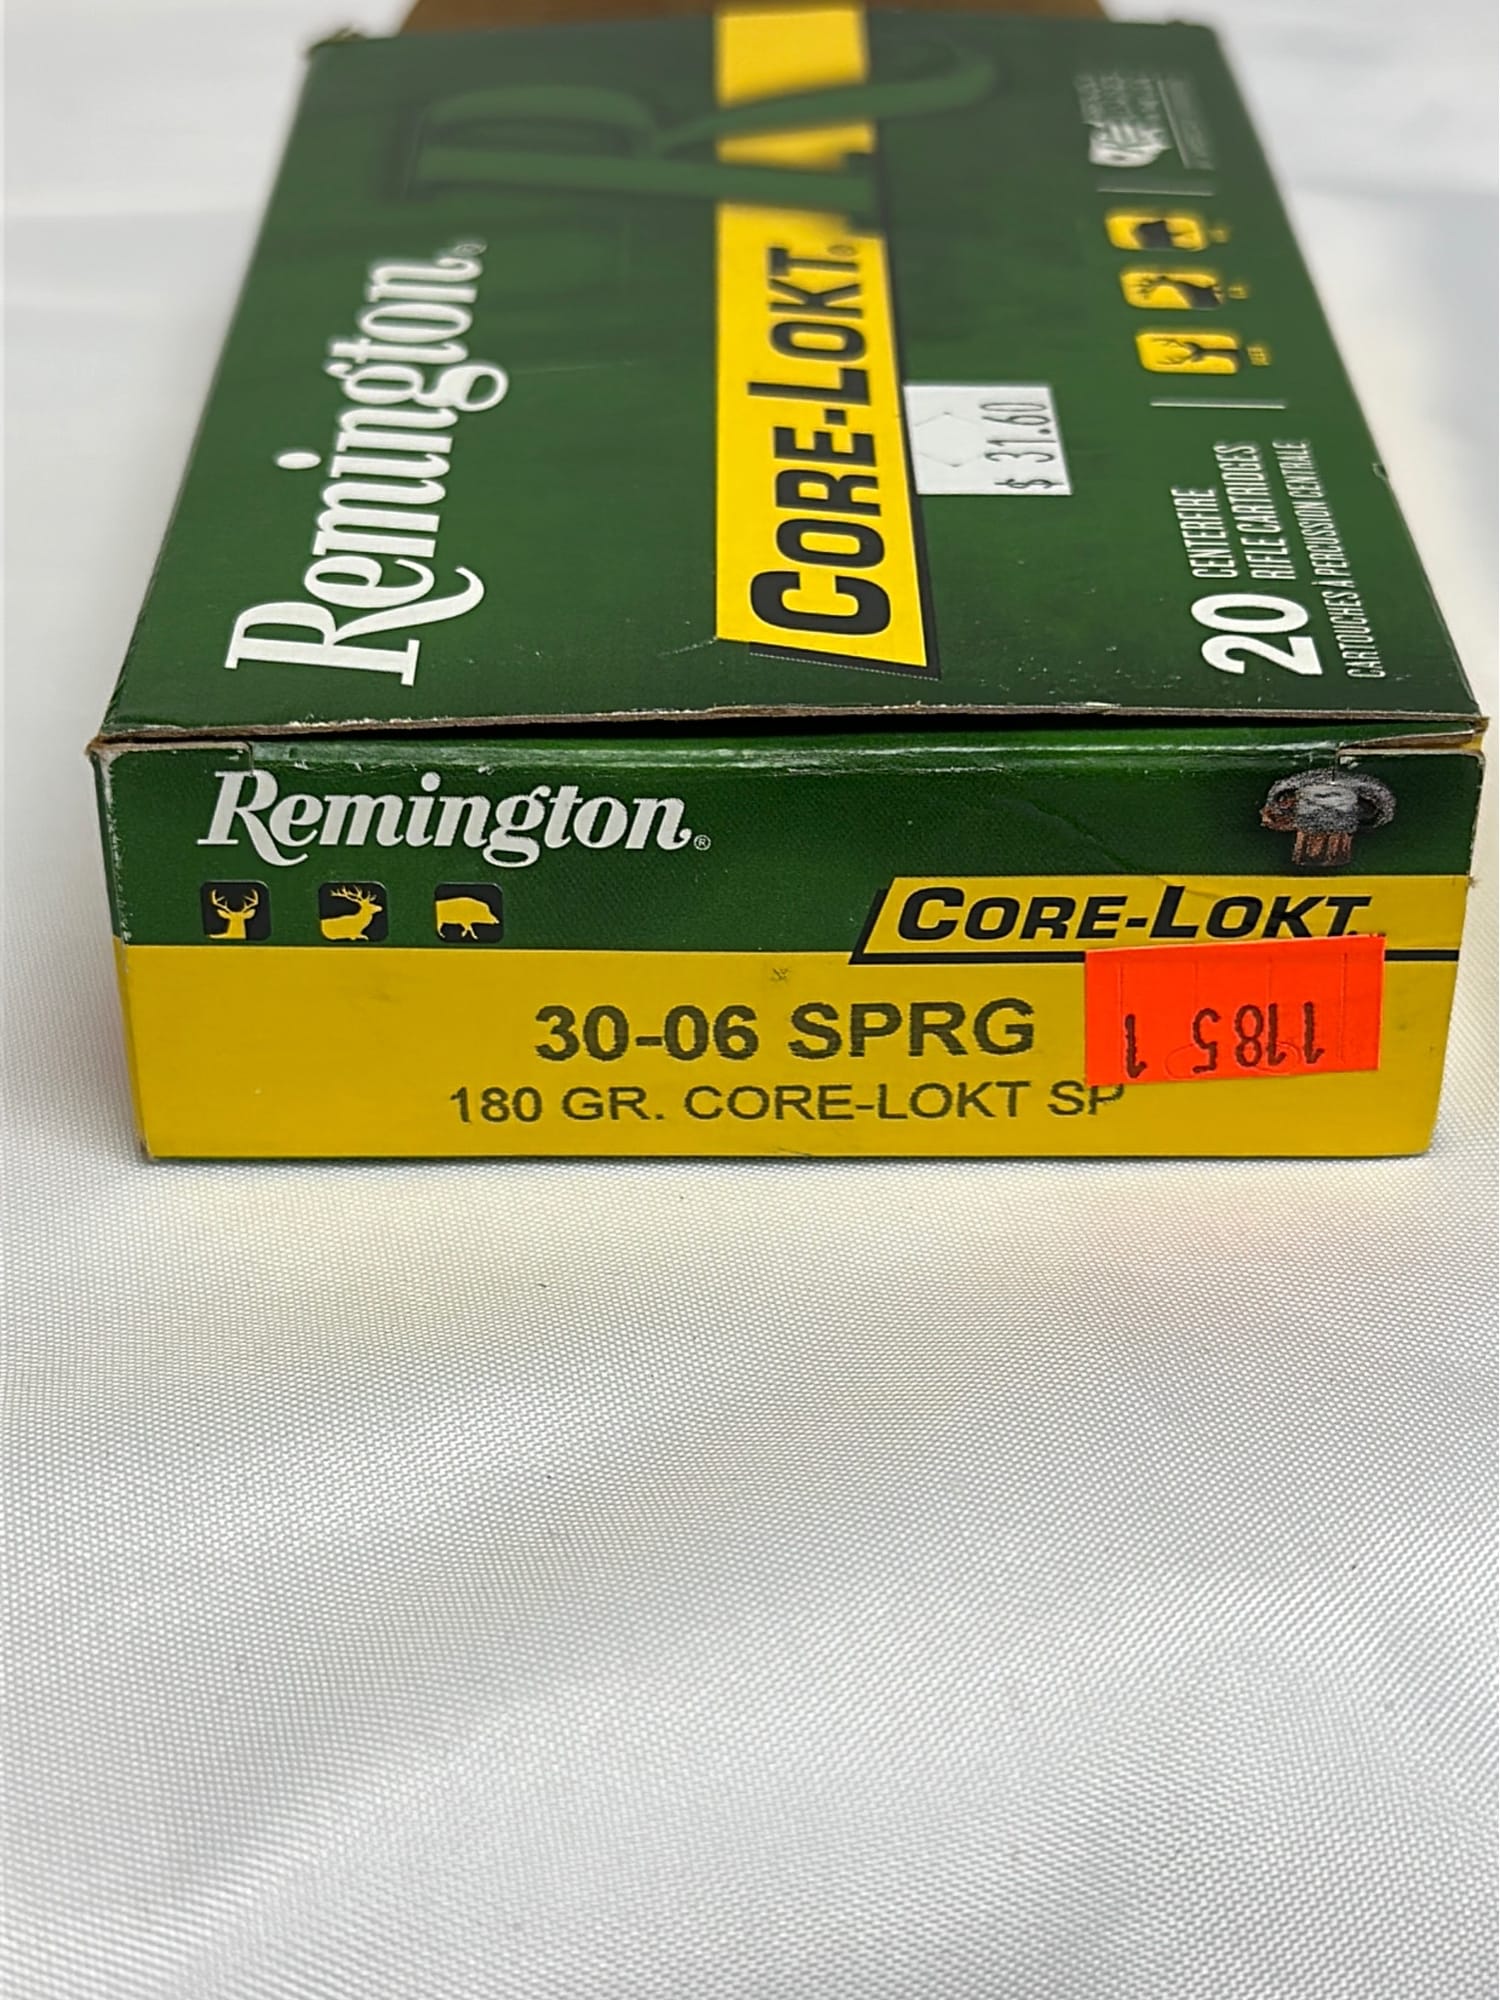 Remington®
CORE-LOKT®
$ 31.60
20 CENTERFIRE
RIFLE CARTRIDGES
CARTOUCHES À PERCUSSION CENTRALE
Remington®
CORE-LOKT
30-06 SPRG
180 GR. CORE-LOKT SP
1185 1